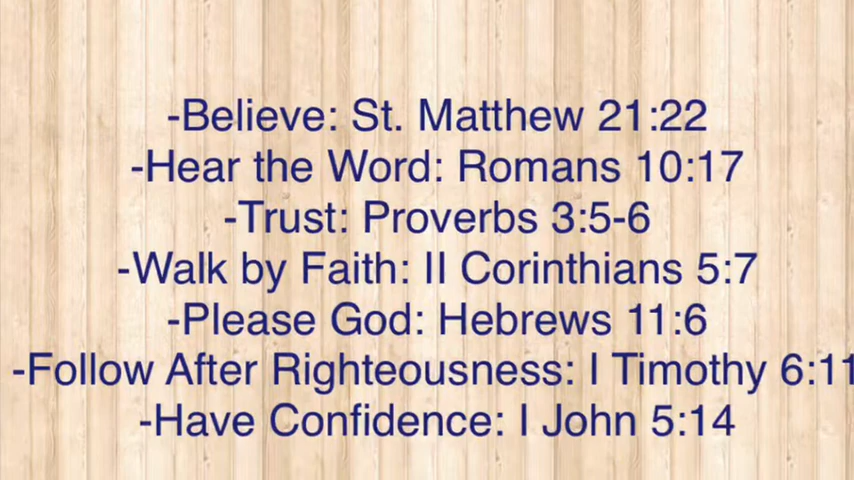 -Believe: St. Matthew 21:22
-Hear the Word: Romans 10:17
-Trust: Proverbs 3:5-6
-Walk by Faith: II Corinthians 5:7
-Please God: Hebrews 11:6
-Follow After Righteousness: I Timothy 6:11
-Have Confidence: I John 5:14